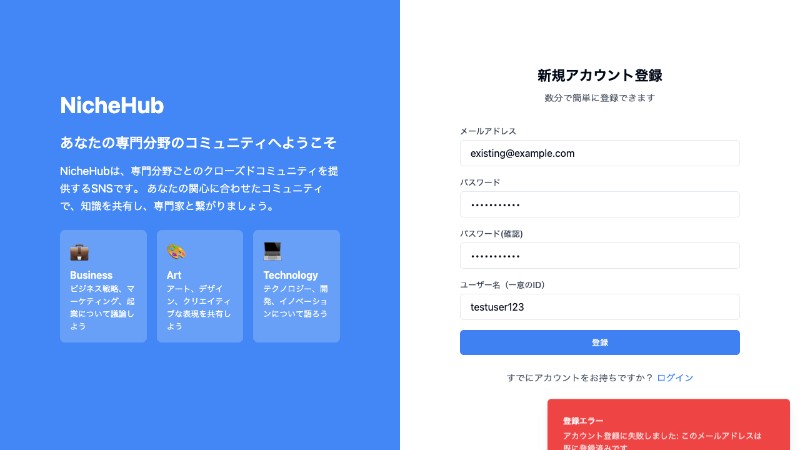 NicheHub
あなたの専門分野のコミュニティへようこそ
NicheHubは、専門分野ごとのクローズドコミュニティを提
供するSNSです。 あなたの関心に合わせたコミュニティ
で、知識を共有し、専門家と繋がりましょう。
Business
ビジネス戦略、マ
ーケティング、起
業について議論し
よう
Art
アート、デザイ
ン、クリエイティ
ブな表現を共有し
よう
Technology
テクノロジー、開
発、イノベーショ
ンについて語ろう
新規アカウント登録
数分で簡単に登録できます
メールアドレス
existing@example.com
パスワード
•••••••••••
パスワード(確認)
•••••••••••
ユーザー名（一意のID）
testuser123
登録
すでにアカウントをお持ちですか？ ログイン
登録エラー
アカウント登録に失敗しました: このメールアドレスは
既に登録済みです